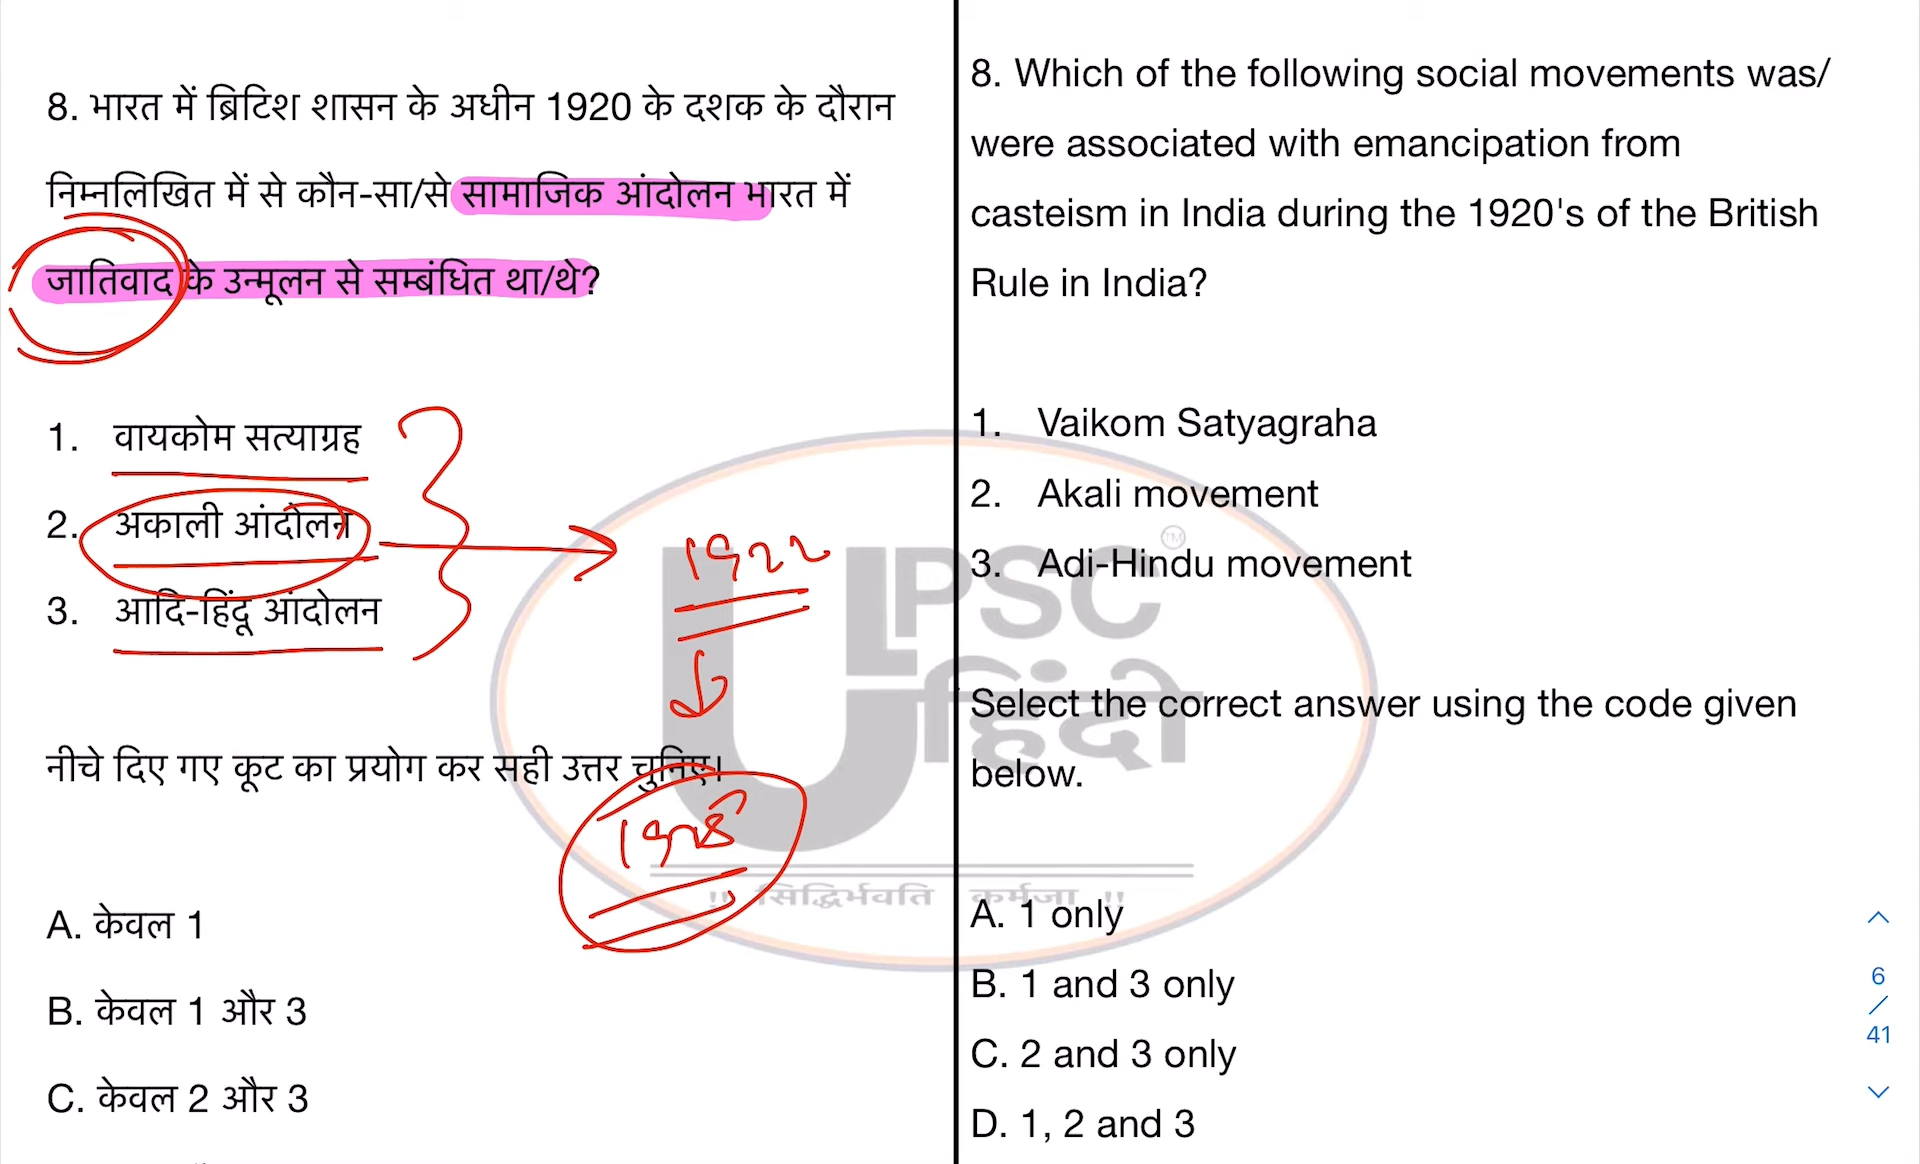 8. भारत में ब्रिटिश शासन के अधीन 1920 के दशक के दौरान
निम्नलिखित में से कौन-सा/से सामाजिक आंदोलन भारत में
जातिवाद के उन्मूलन से सम्बंधित था/थे?
1. वायकोम सत्याग्रह
2. अकाली आंदोलन
3. आदि-हिंदू आंदोलन
1922
नीचे दिए गए कूट का प्रयोग कर सही उत्तर चुनिए।
A. केवल 1
B. केवल 1 और 3
C. केवल 2 और 3
8. Which of the following social movements was/
were associated with emancipation from
casteism in India during the 1920's of the British
Rule in India?
1. Vaikom Satyagraha
2. Akali movement
3. Adi-Hindu movement
Select the correct answer using the code given
below.
A. 1 only
B. 1 and 3 only
C. 2 and 3 only
D. 1, 2 and 3
UPSC
TM
हिंदी
!! सिद्धिर्भवति कर्मजा !!
6
/
41